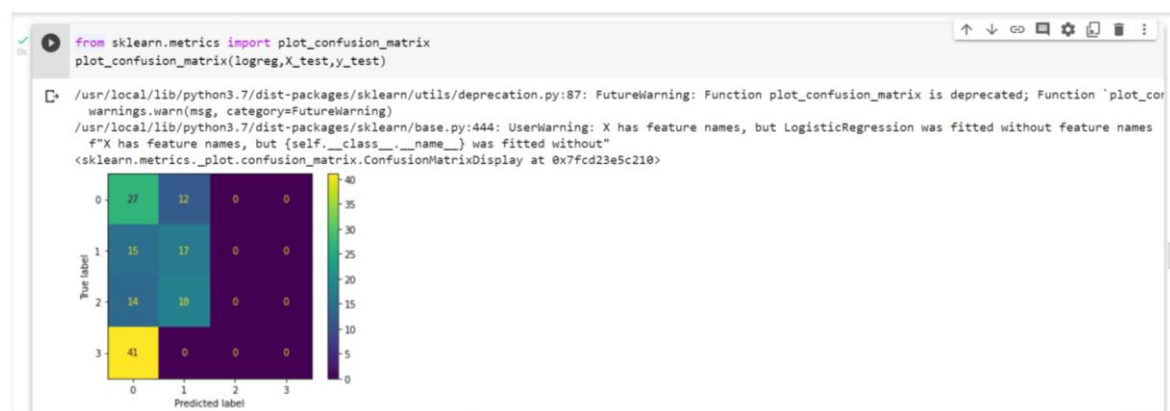 from sklearn.metrics import plot_confusion_matrix
plot_confusion_matrix(logreg,X_test,y_test)
0s
/usr/local/lib/python3.7/dist-packages/sklearn/utils/deprecation.py:87: FutureWarning: Function plot_confusion_matrix is deprecated; Function `plot_cor
warnings.warn(msg, category=FutureWarning)
/usr/local/lib/python3.7/dist-packages/sklearn/base.py:444: UserWarning: X has feature names, but LogisticRegression was fitted without feature names
f"X has feature names, but {self.__class__.__name__} was fitted without"
<sklearn.metrics._plot.confusion_matrix.ConfusionMatrixDisplay at 0x7fcd23e5c210>
0 27 12 0 0
1 15 17 0 0
2 14 18 0 0
3 41 0 0 0
0 1 2 3
True label
Predicted label
40
35
30
25
20
15
10
5
0